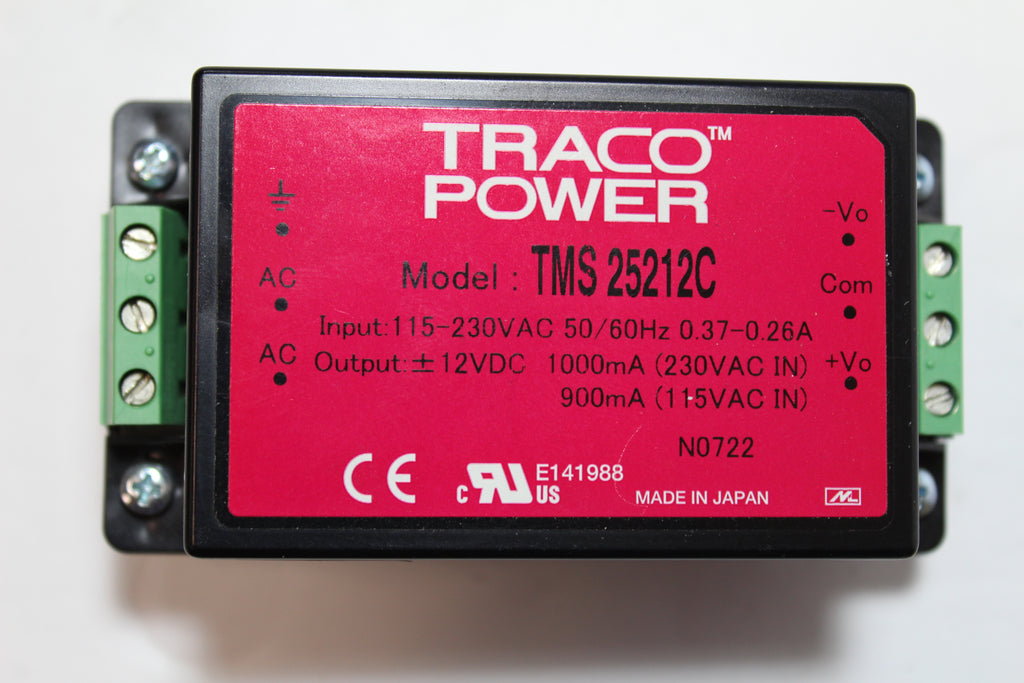 TRACO™
POWER
-Vo
AC
Model : TMS 25212C
Com
Input:115-230VAC 50/60Hz 0.37-0.26A
AC
Output:±12VDC 1000mA (230VAC IN)
+Vo
900mA (115VAC IN)
N0722
CE
c RU US E141988
MADE IN JAPAN